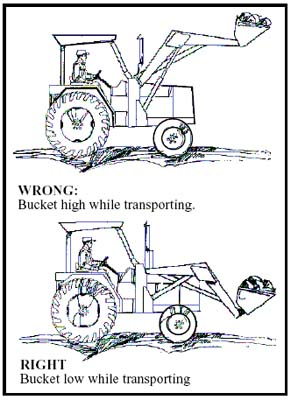 WRONG:
Bucket high while transporting.
RIGHT
Bucket low while transporting